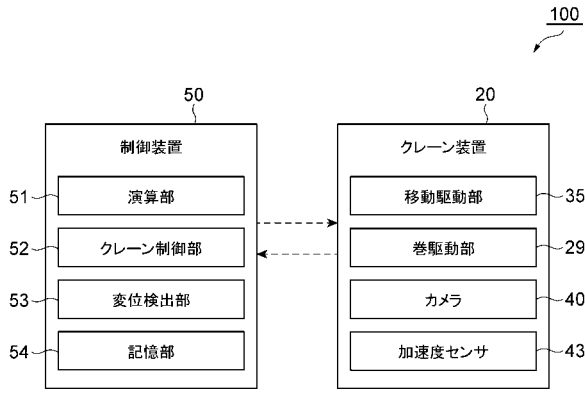 100
50
20
制御装置
クレーン装置
51
演算部
移動駆動部
35
52
クレーン制御部
巻駆動部
29
53
変位検出部
カメラ
40
54
記憶部
加速度センサ
43